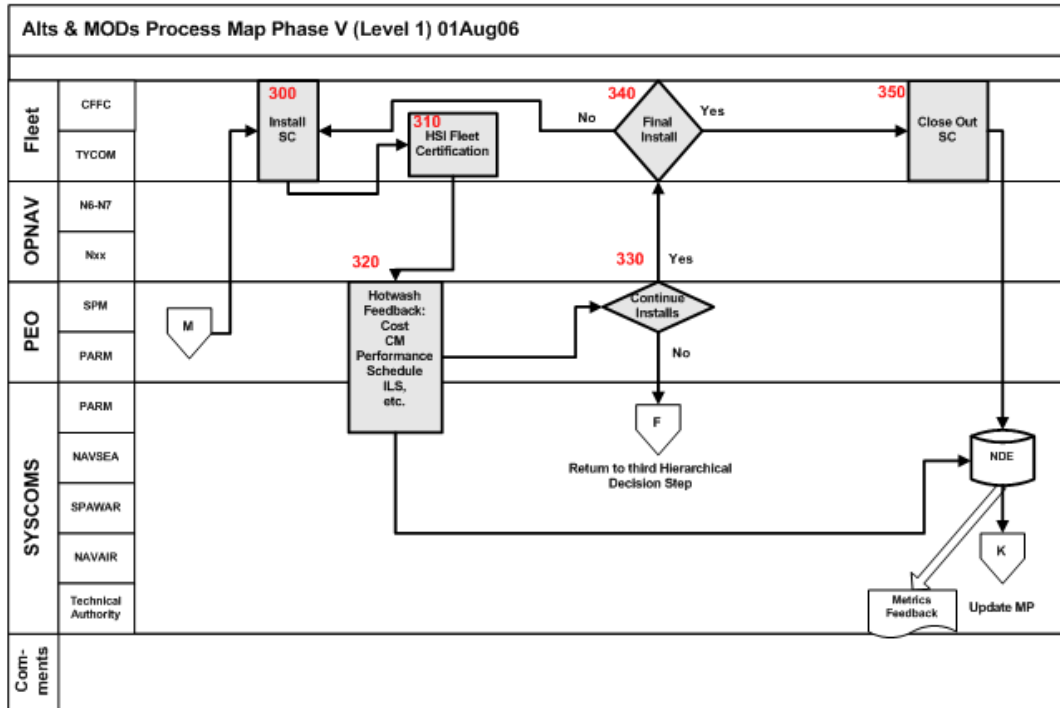 Alts & MODs Process Map Phase V (Level 1) 01Aug06
Fleet
CFFC
TYCOM
300
Install
SC
310
HSI Fleet
Certification
No
340
Final
Install
Yes
350
Close Out
SC
OPNAV
N6-N7
Nxx
320
330
Yes
PEO
SPM
PARM
M
Hotwash
Feedback:
Cost
CM
Performance
Schedule
ILS,
etc.
Continue
Installs
No
SYSCOMS
PARM
NAVSEA
SPAWAR
NAVAIR
Technical
Authority
F
Return to third Hierarchical
Decision Step
NDE
K
Update MP
Metrics
Feedback
Com-
ments